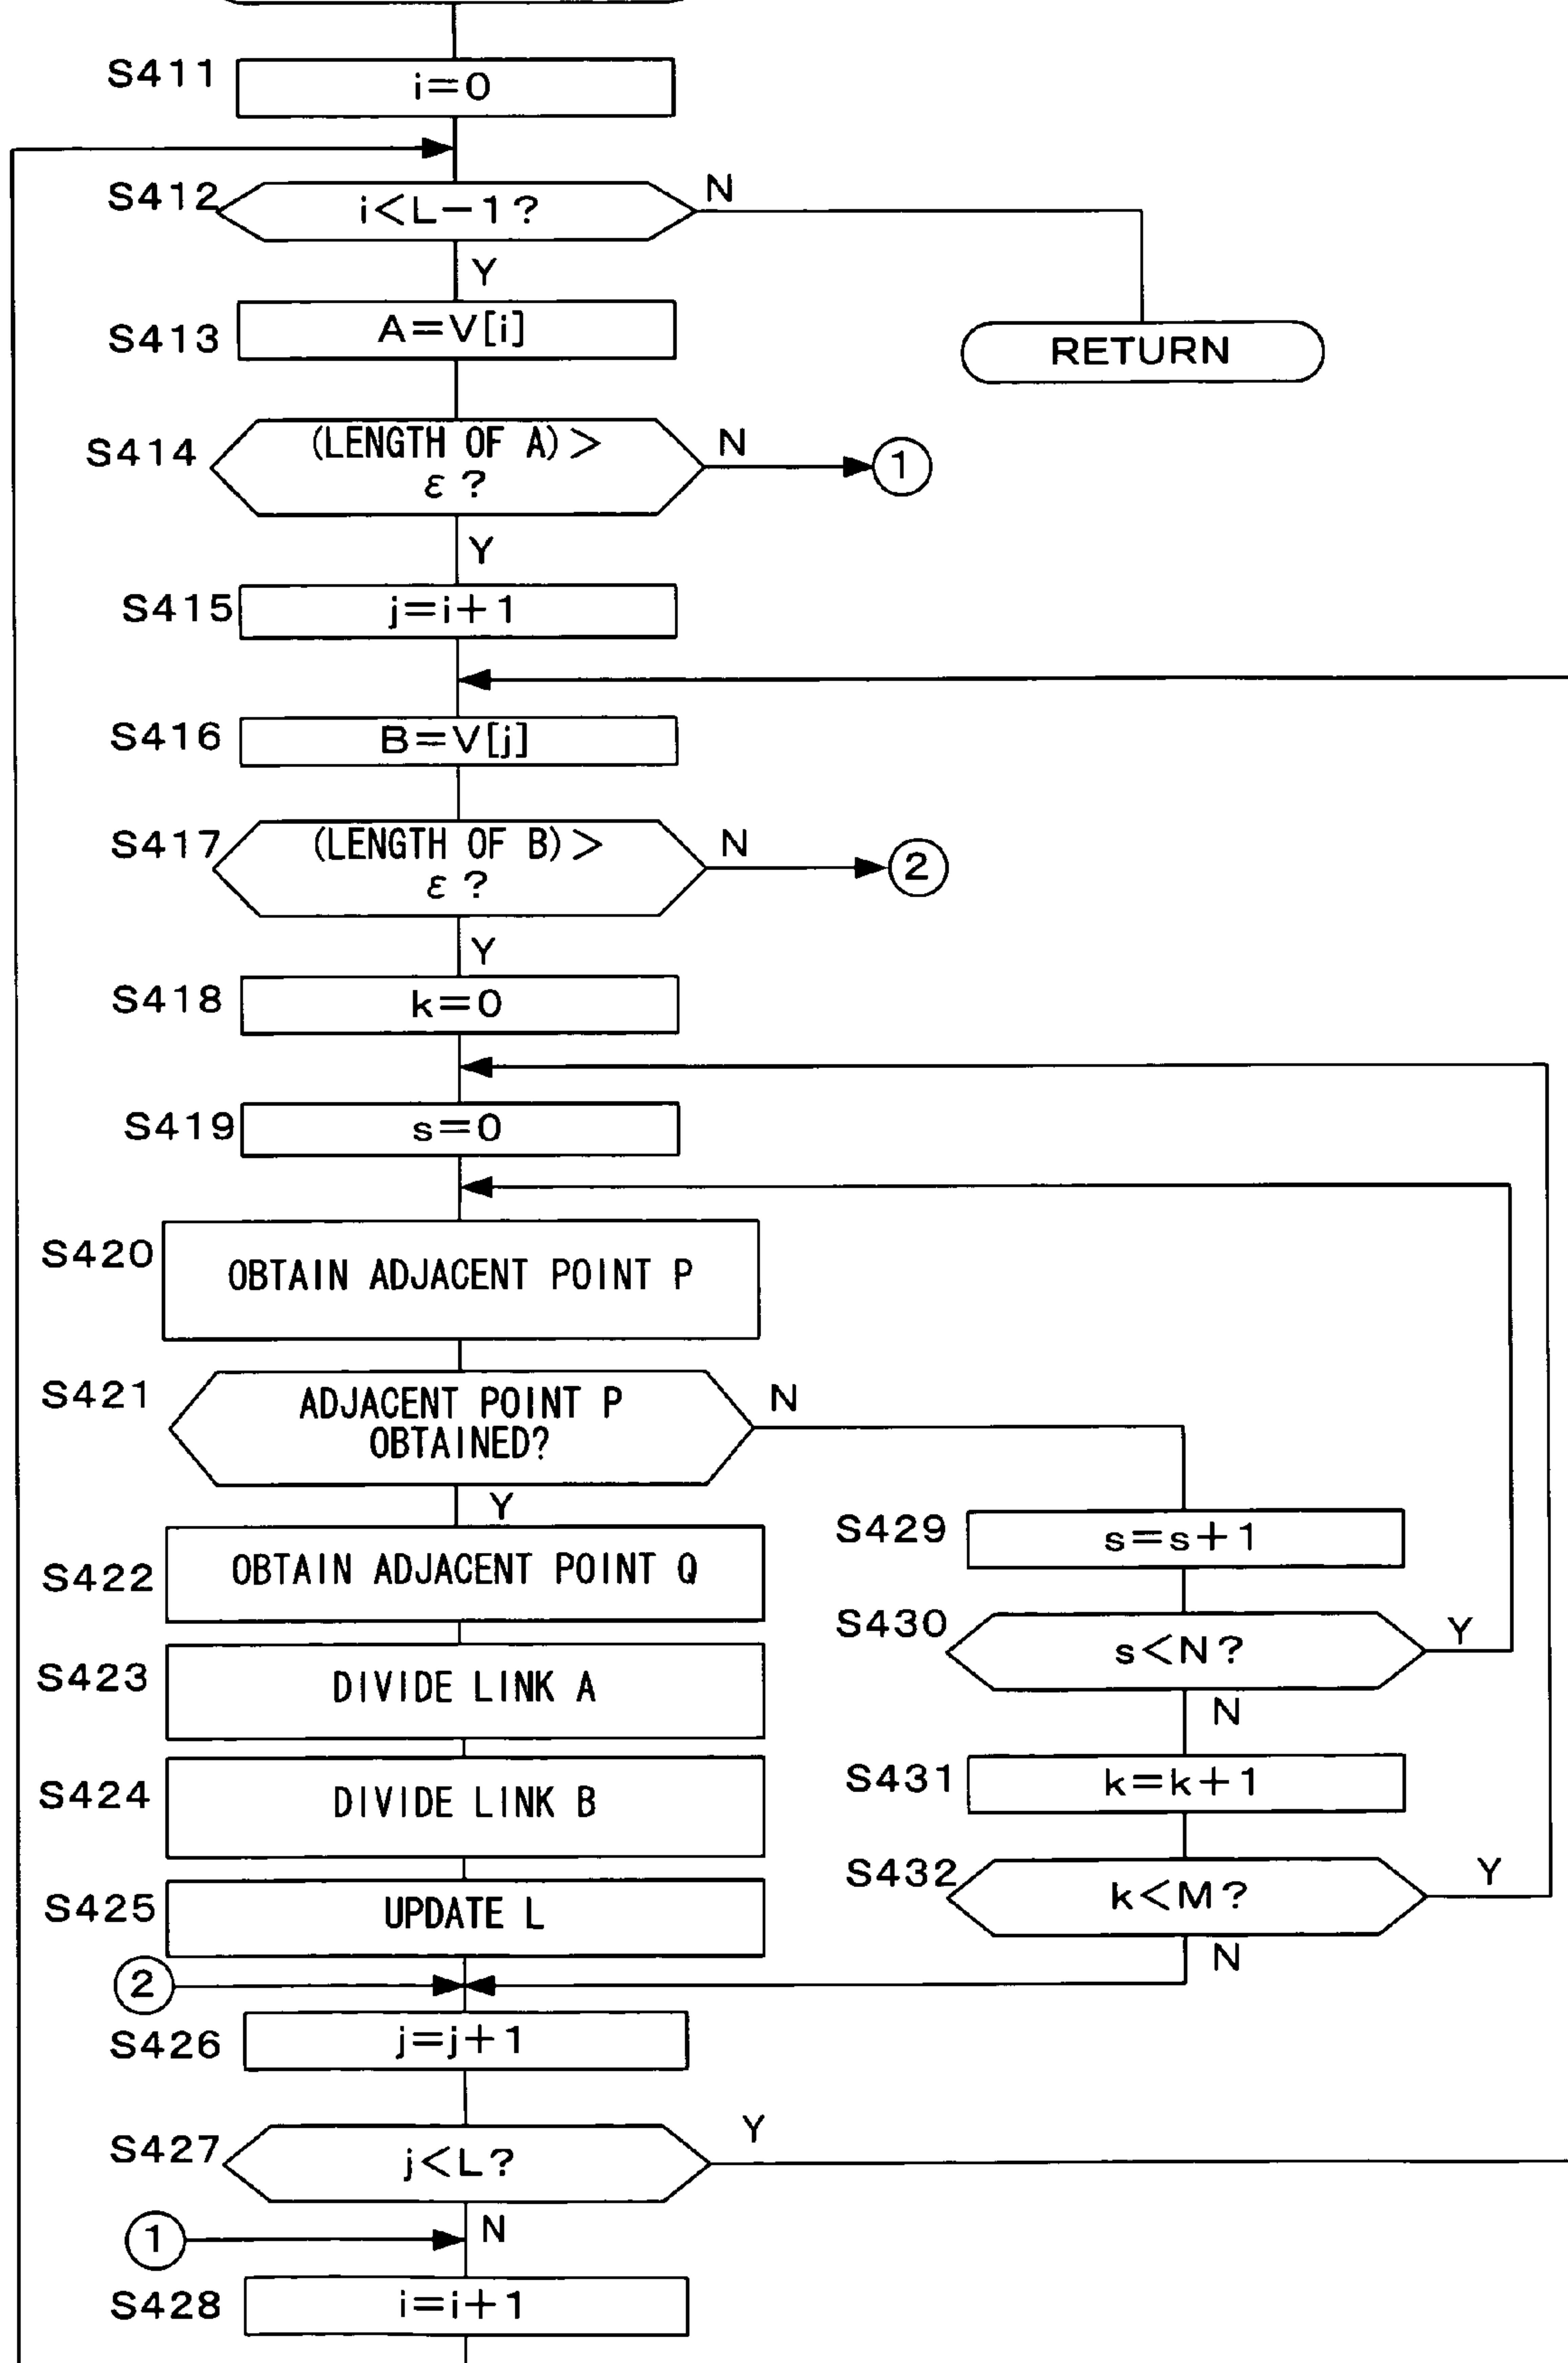 S411
i=0
S412
i<L-1?
N
Y
S413
A=V[i]
RETURN
S414
(LENGTH OF A)>
ε?
N
1
Y
S415
j=i+1
S416
B=V[j]
S417
(LENGTH OF B)>
ε?
N
2
Y
S418
k=0
S419
s=0
S420
OBTAIN ADJACENT POINT P
S421
ADJACENT POINT P
OBTAINED?
N
Y
S422
OBTAIN ADJACENT POINT Q
S429
s=s+1
S430
s<N?
Y
N
S423
DIVIDE LINK A
S431
k=k+1
S424
DIVIDE LINK B
S432
k<M?
Y
N
S425
UPDATE L
2
S426
j=j+1
S427
j<L?
Y
N
1
S428
i=i+1